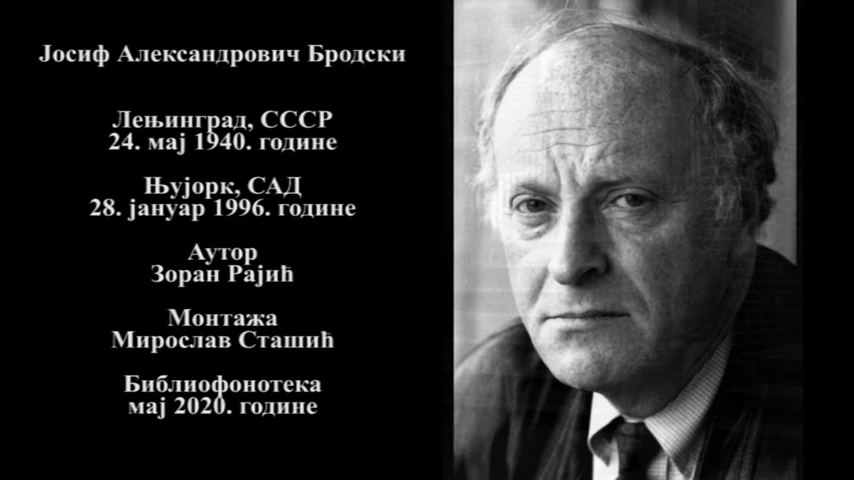 Јосиф Александрович Бродски
Лењинград, СССР
24. мај 1940. године
Њујорк, САД
28. јануар 1996. године
Аутор
Зоран Рајић
Монтажа
Мирослав Сташић
Библиофонотека
мај 2020. године